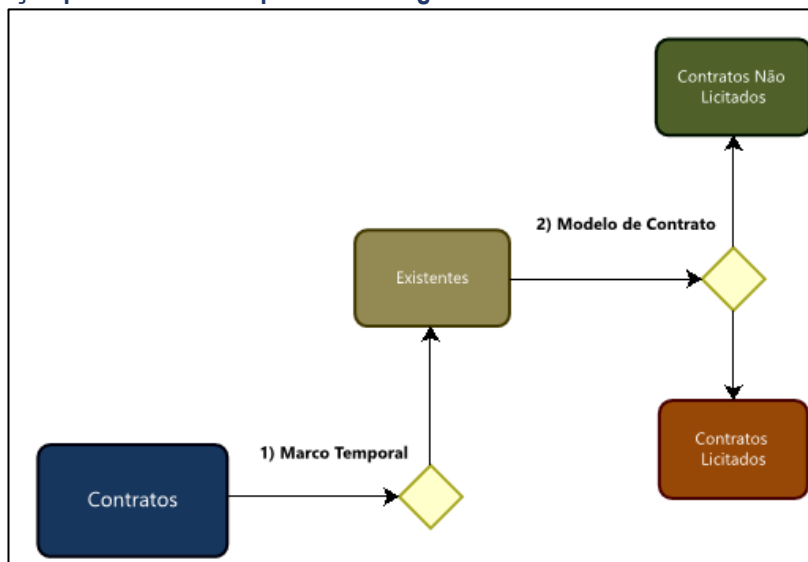 Contratos Não
Licitados
2) Modelo de Contrato
Existentes
Contratos
Licitados
1) Marco Temporal
Contratos